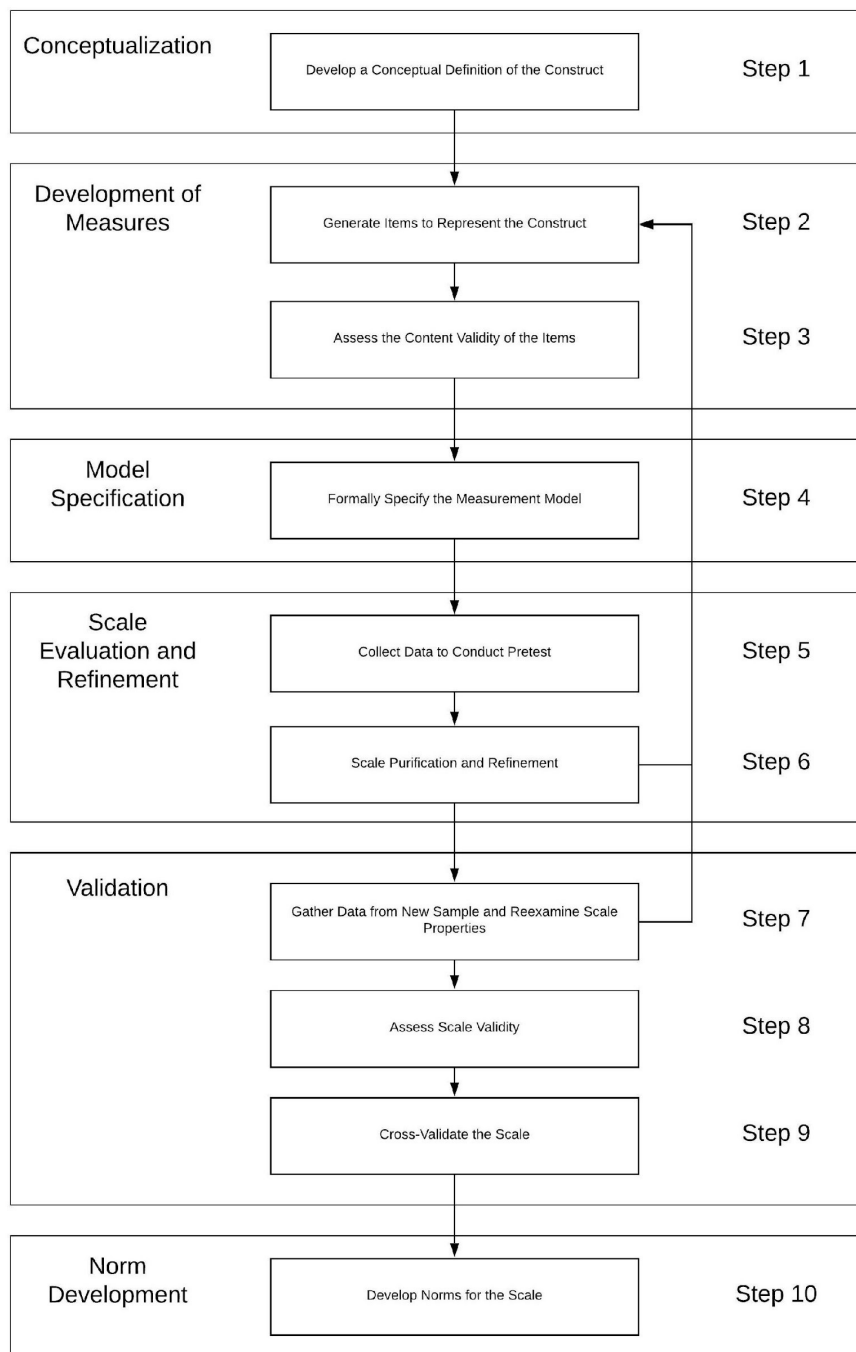 Conceptualization
Develop a Conceptual Definition of the Construct
Step 1
Development of
Measures
Generate Items to Represent the Construct
Step 2
Assess the Content Validity of the Items
Step 3
Model
Specification
Formally Specify the Measurement Model
Step 4
Scale
Evaluation and
Refinement
Collect Data to Conduct Pretest
Step 5
Scale Purification and Refinement
Step 6
Validation
Gather Data from New Sample and Reexamine Scale
Properties
Step 7
Assess Scale Validity
Step 8
Cross-Validate the Scale
Step 9
Norm
Development
Develop Norms for the Scale
Step 10